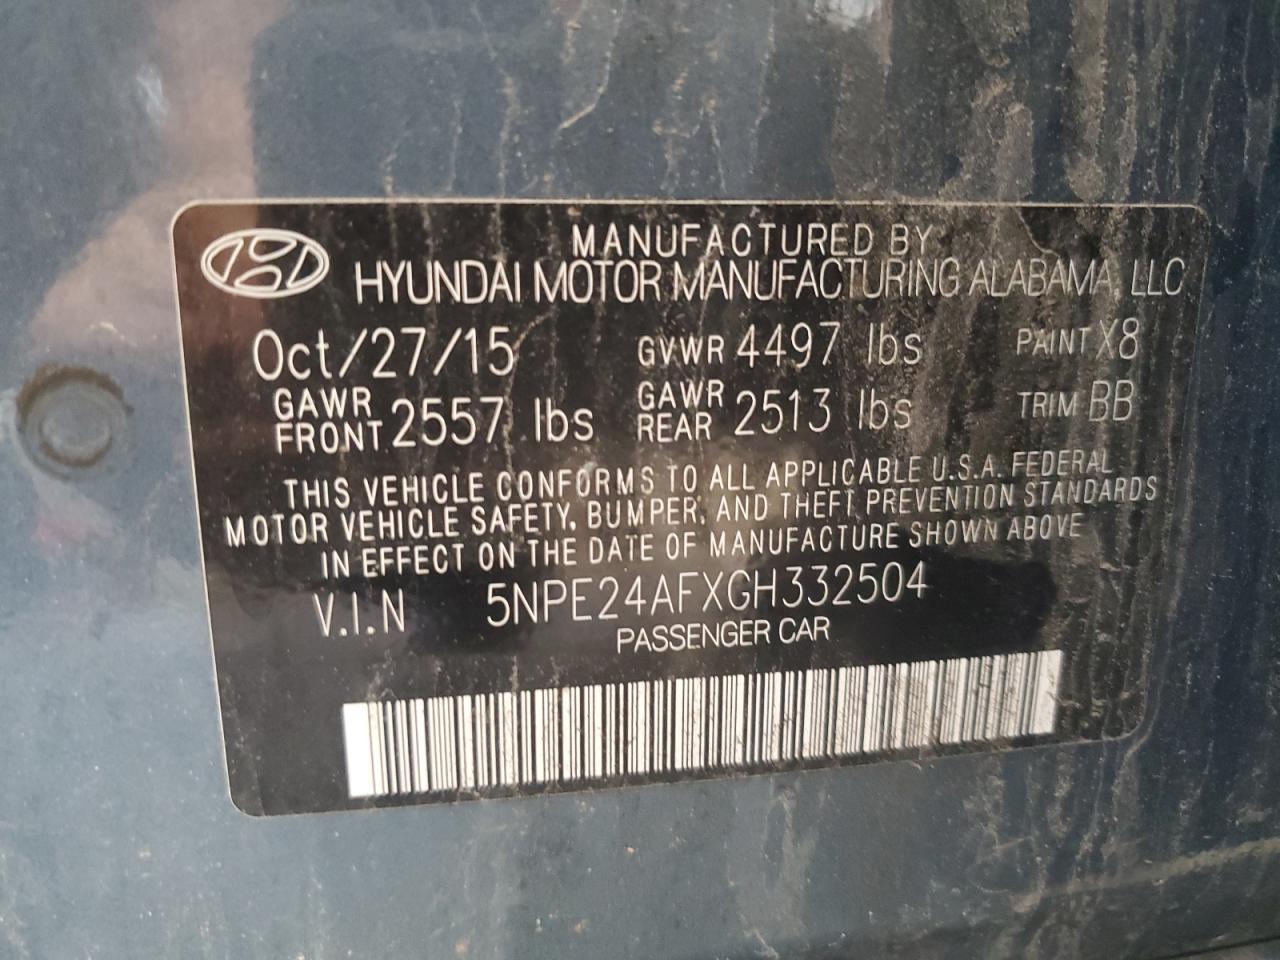 MANUFACTURED BY
HYUNDAI MOTOR MANUFACTURING ALABAMA, LLC
Oct/27/15 GVWR 4497 lbs PAINT X8
GAWR FRONT 2557 lbs GAWR REAR 2513 lbs TRIM BB
THIS VEHICLE CONFORMS TO ALL APPLICABLE U.S.A. FEDERAL
MOTOR VEHICLE SAFETY, BUMPER, AND THEFT PREVENTION STANDARDS
IN EFFECT ON THE DATE OF MANUFACTURE SHOWN ABOVE
V.I.N 5NPE24AFXGH332504
PASSENGER CAR